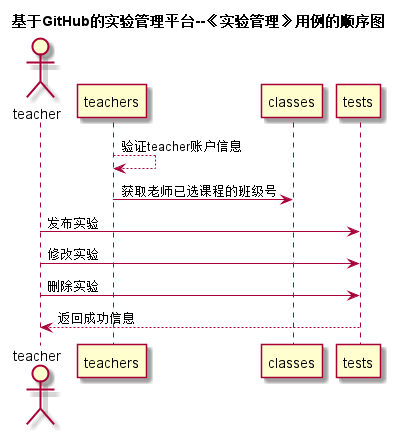 基于GitHub的实验管理平台--《实验管理》用例的顺序图
teacher
teachers
classes
tests
验证teacher账户信息
获取老师已选课程的班级号
发布实验
修改实验
删除实验
返回成功信息
teacher
teachers
classes
tests